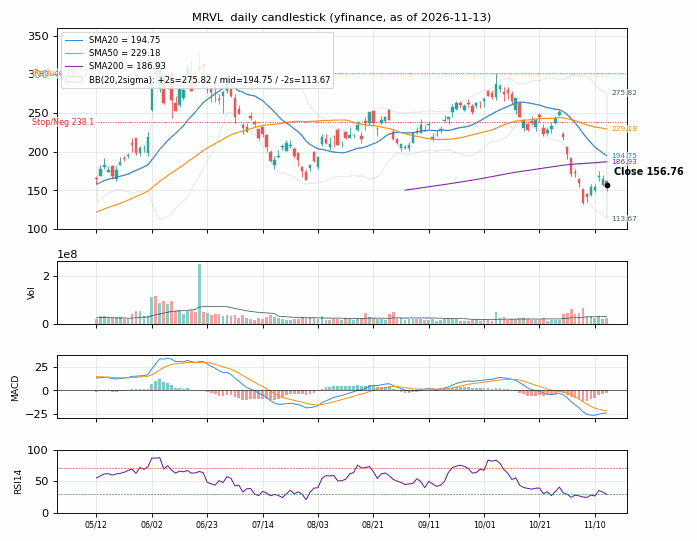 MRVL daily candlestick (yfinance, as of 2026-11-13)
350
300
250
200
150
100
SMA20 = 194.75
SMA50 = 229.18
SMA200 = 186.93
BB(20,2sigma): +2s=275.82 / mid=194.75 / -2s=113.67
Stop/Neg 238.1
275.82
229.18
194.75
186.93
Close 156.76
113.67
1e8
Vol
2
0
MACD
25
0
−25
RSI14
100
50
0
05/12
06/02
06/23
07/14
08/03
08/21
09/11
10/01
10/21
11/10